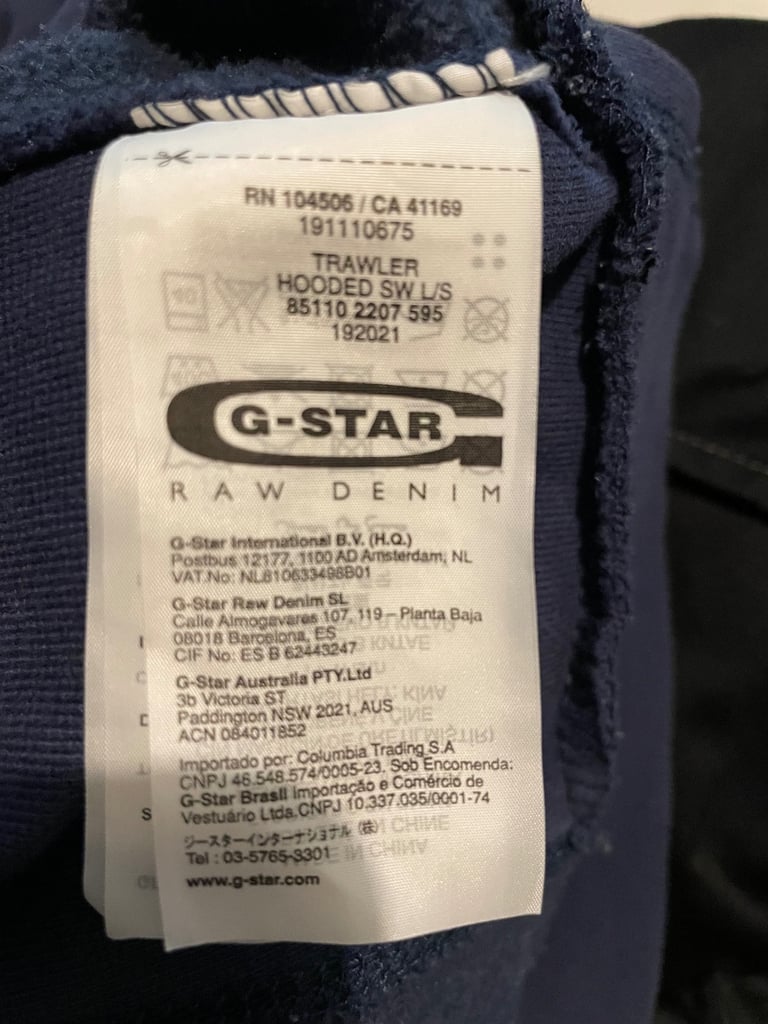 RN 104506 / CA 41169
191110675
TRAWLER
HOODED SW L/S
85110 2207 595
192021
G-STAR
RAW DENIM
G-Star International B.V. (H.Q.)
Postbus 12177, 1100 AD Amsterdam, NL
VAT.No: NL810633498B01
G-Star Raw Denim SL
Calle Almogavares 107, 119 – Planta Baja
08018 Barcelona, ES
CIF No: ES B 62443247
G-Star Australia PTY.Ltd
3b Victoria ST
Paddington NSW 2021, AUS
ACN 084011852
Importado por: Columbia Trading S.A
CNPJ 46.548.574/0005-23. Sob Encomenda:
G-Star Brasil Importação e Comércio de
Vestuário Ltda.CNPJ 10.337.035/0001-74
ジースターインターナショナル (株)
Tel : 03-5765-3301
www.g-star.com